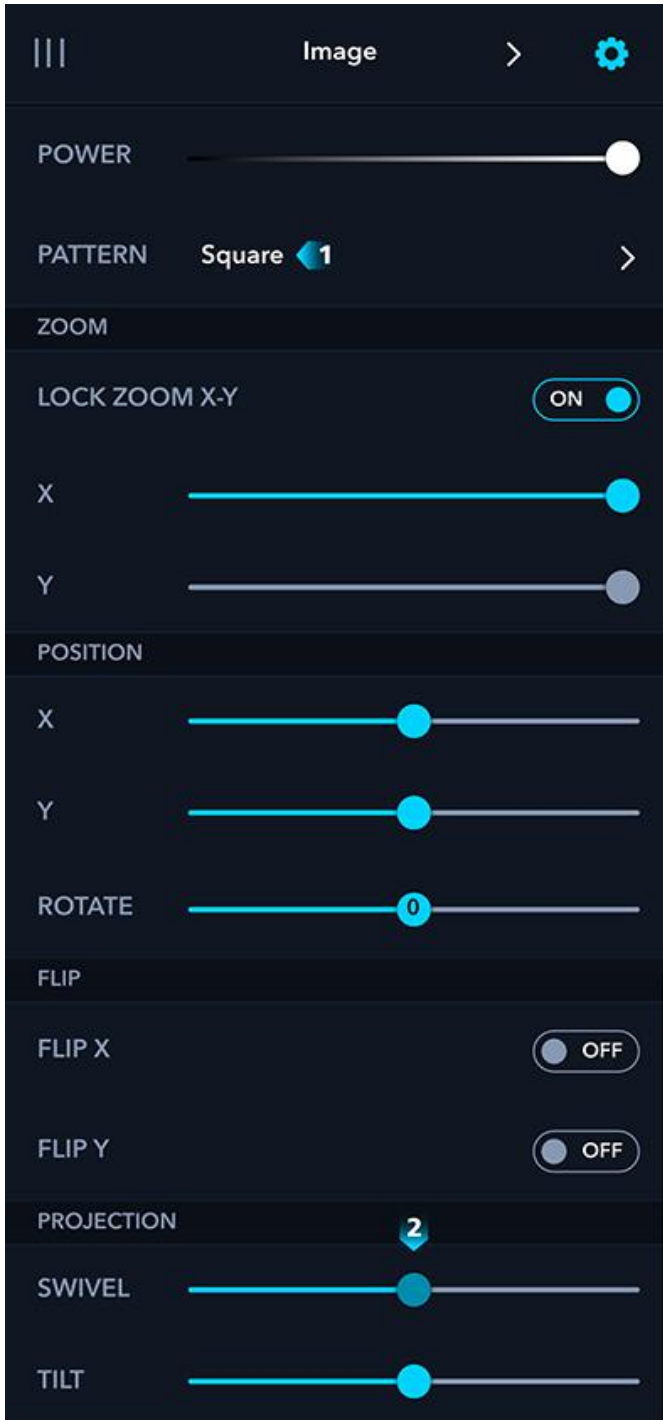 Image
POWER
PATTERN Square 1
ZOOM
LOCK ZOOM X-Y ON
X
Y
POSITION
X
Y
ROTATE 0
FLIP
FLIP X OFF
FLIP Y OFF
PROJECTION 2
SWIVEL
TILT